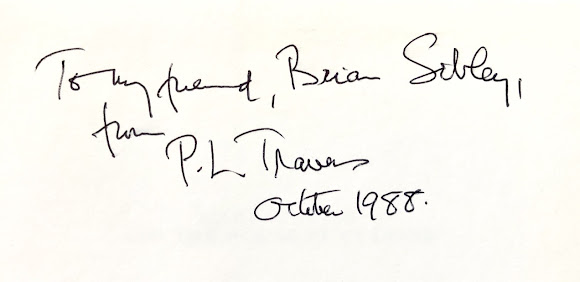 To my friend, Brian Sibley,
from
P. L Travers
October 1988.